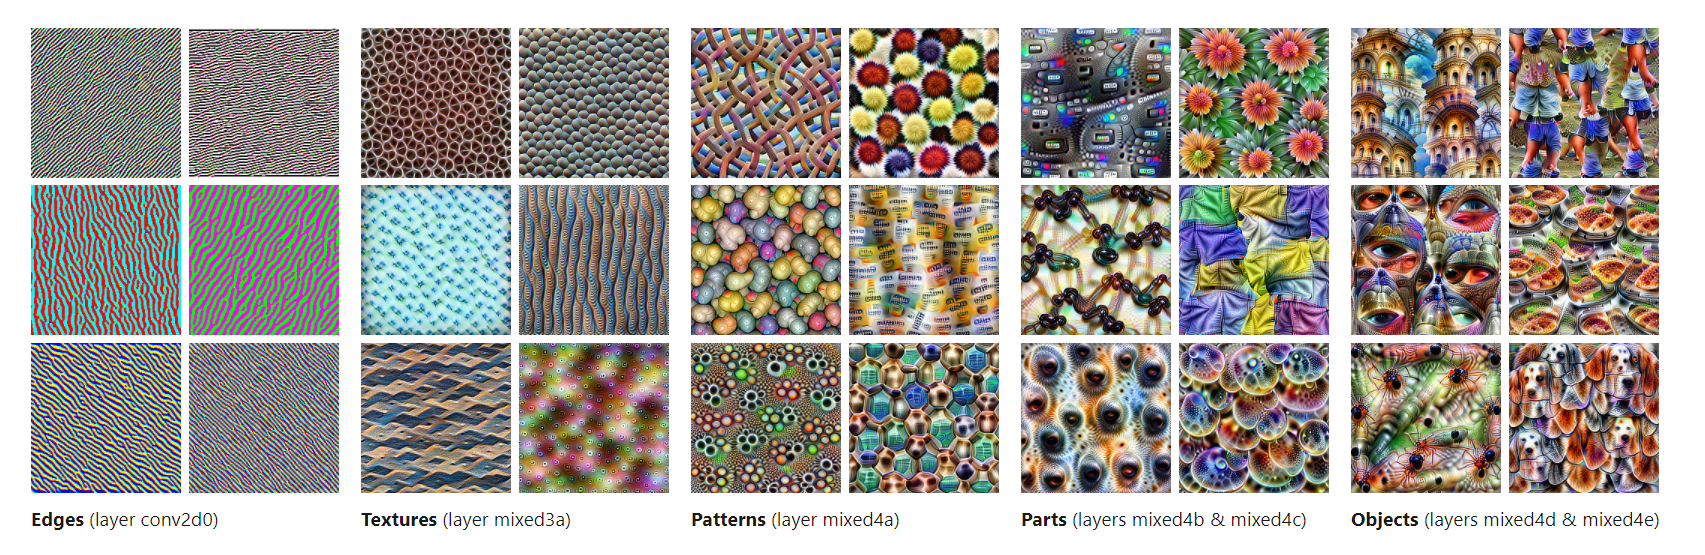 Edges (layer conv2d0)
Textures (layer mixed3a)
Patterns (layer mixed4a)
Parts (layers mixed4b & mixed4c)
Objects (layers mixed4d & mixed4e)